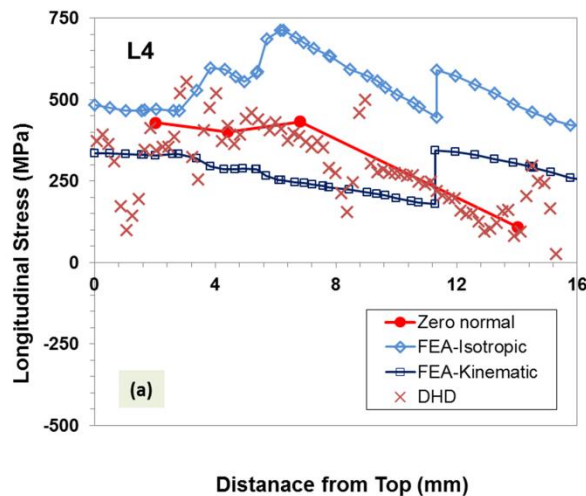 750
L4
500
250
0
-250
-500
Longitudinal Stress (MPa)
0
4
8
12
16
Zero normal
FEA-Isotropic
FEA-Kinematic
DHD
(a)
Distanace from Top (mm)